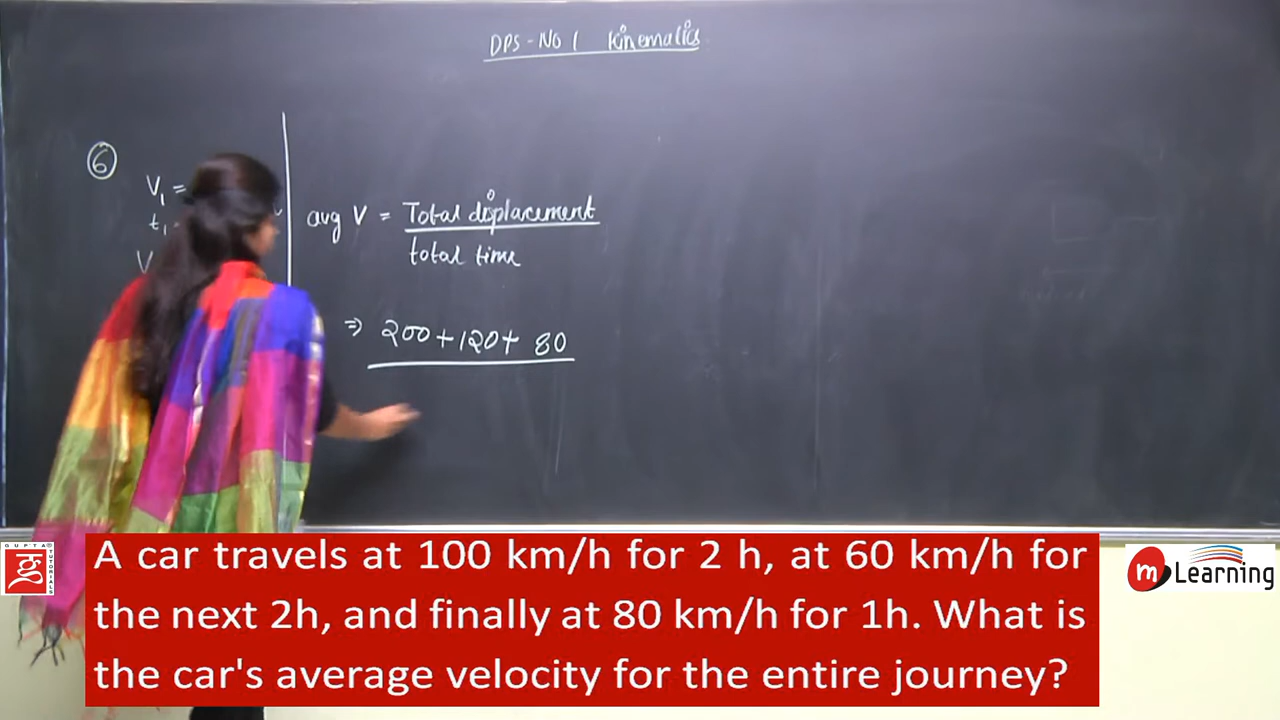 DPS - No 1 Kinematics
6
V₁ =
t₁ =
V
avg V = Total displacement
total time
⇒ 200+120+ 80
A car travels at 100 km/h for 2 h, at 60 km/h for
the next 2h, and finally at 80 km/h for 1h. What is
the car's average velocity for the entire journey?
GUPTA
TUTORIALS
m Learning